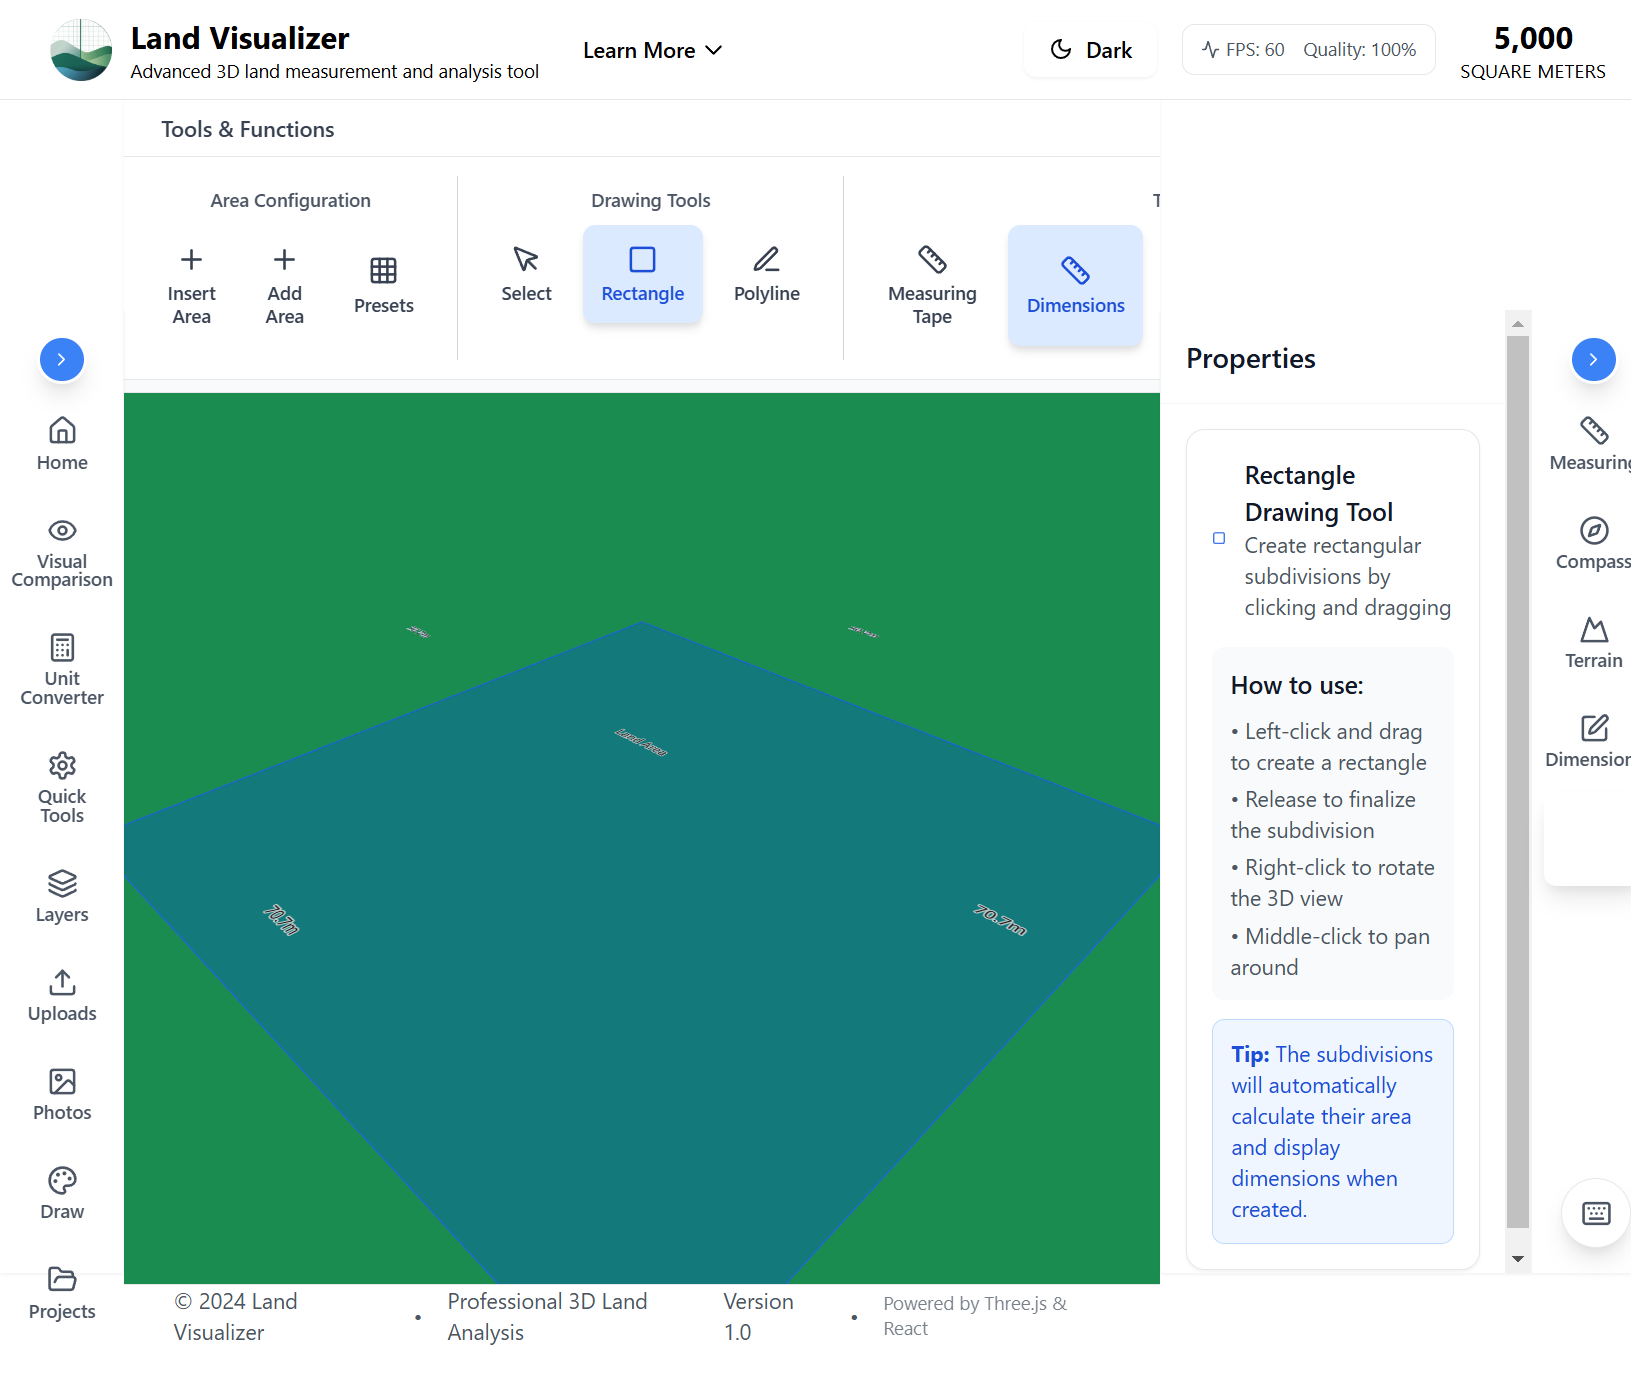 Land Visualizer
Advanced 3D land measurement and analysis tool
Learn More
Dark
FPS: 60 Quality: 100%
5,000
SQUARE METERS
Tools & Functions
Area Configuration
Insert
Area
Add
Area
Presets
Drawing Tools
Select
Rectangle
Polyline
Measuring
Tape
Dimensions
Home
Visual
Comparison
Unit
Converter
Quick
Tools
Layers
Uploads
Photos
Draw
Projects
Land Area
70.7m
70.7m
Properties
Rectangle
Drawing Tool
Create rectangular
subdivisions by
clicking and dragging
How to use:
• Left-click and drag
to create a rectangle
• Release to finalize
the subdivision
• Right-click to rotate
the 3D view
• Middle-click to pan
around
Tip: The subdivisions
will automatically
calculate their area
and display
dimensions when
created.
Measuring
Compass
Terrain
Dimension
© 2024 Land
Visualizer
•
Professional 3D Land
Analysis
Version
1.0
•
Powered by Three.js &
React